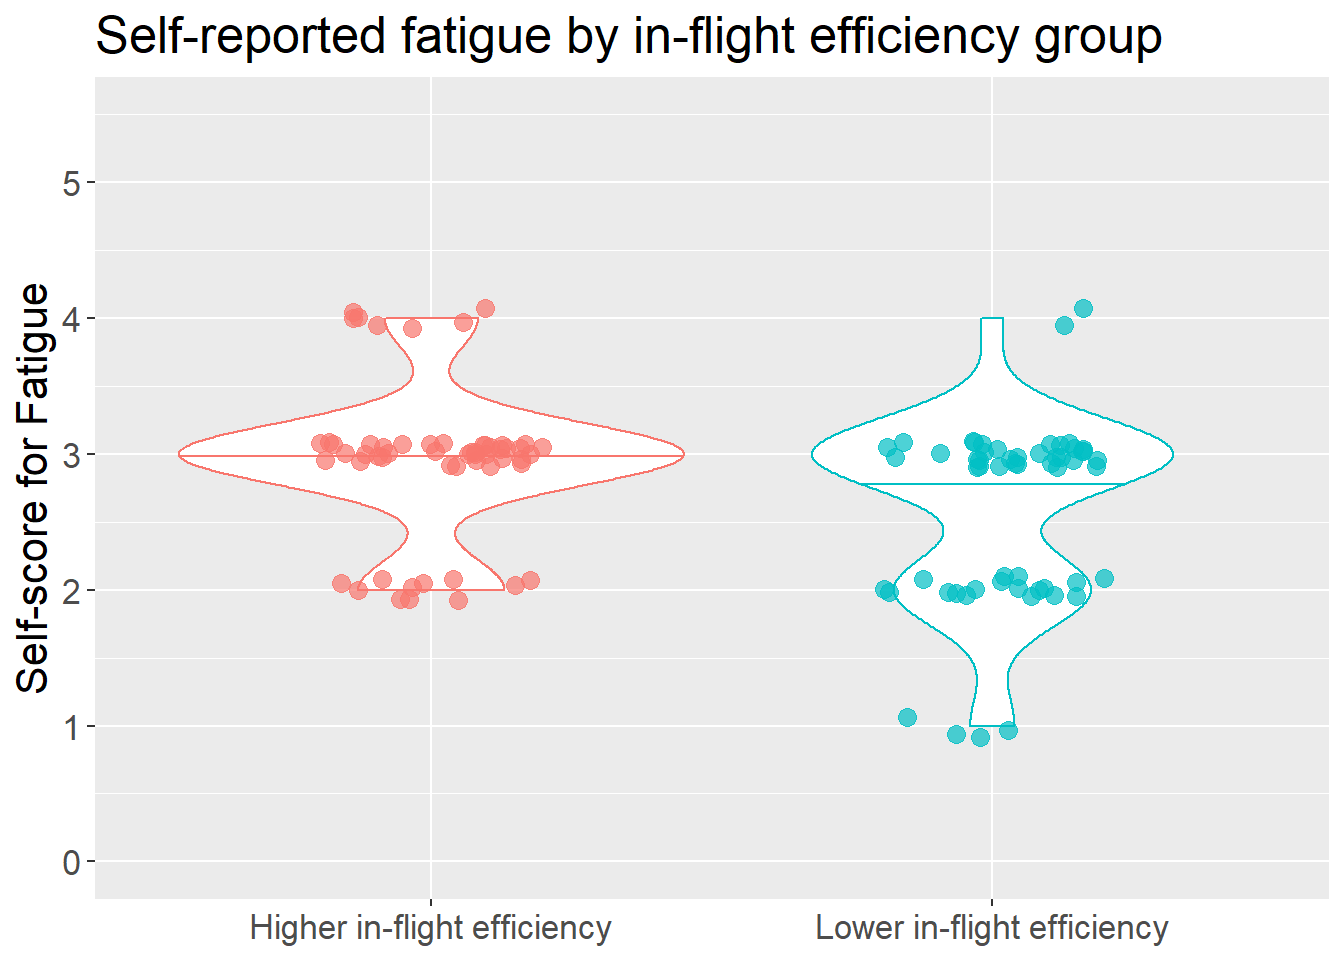 Self-reported fatigue by in-flight efficiency group
Self-score for Fatigue
5
4
3
2
1
0
Higher in-flight efficiency
Lower in-flight efficiency